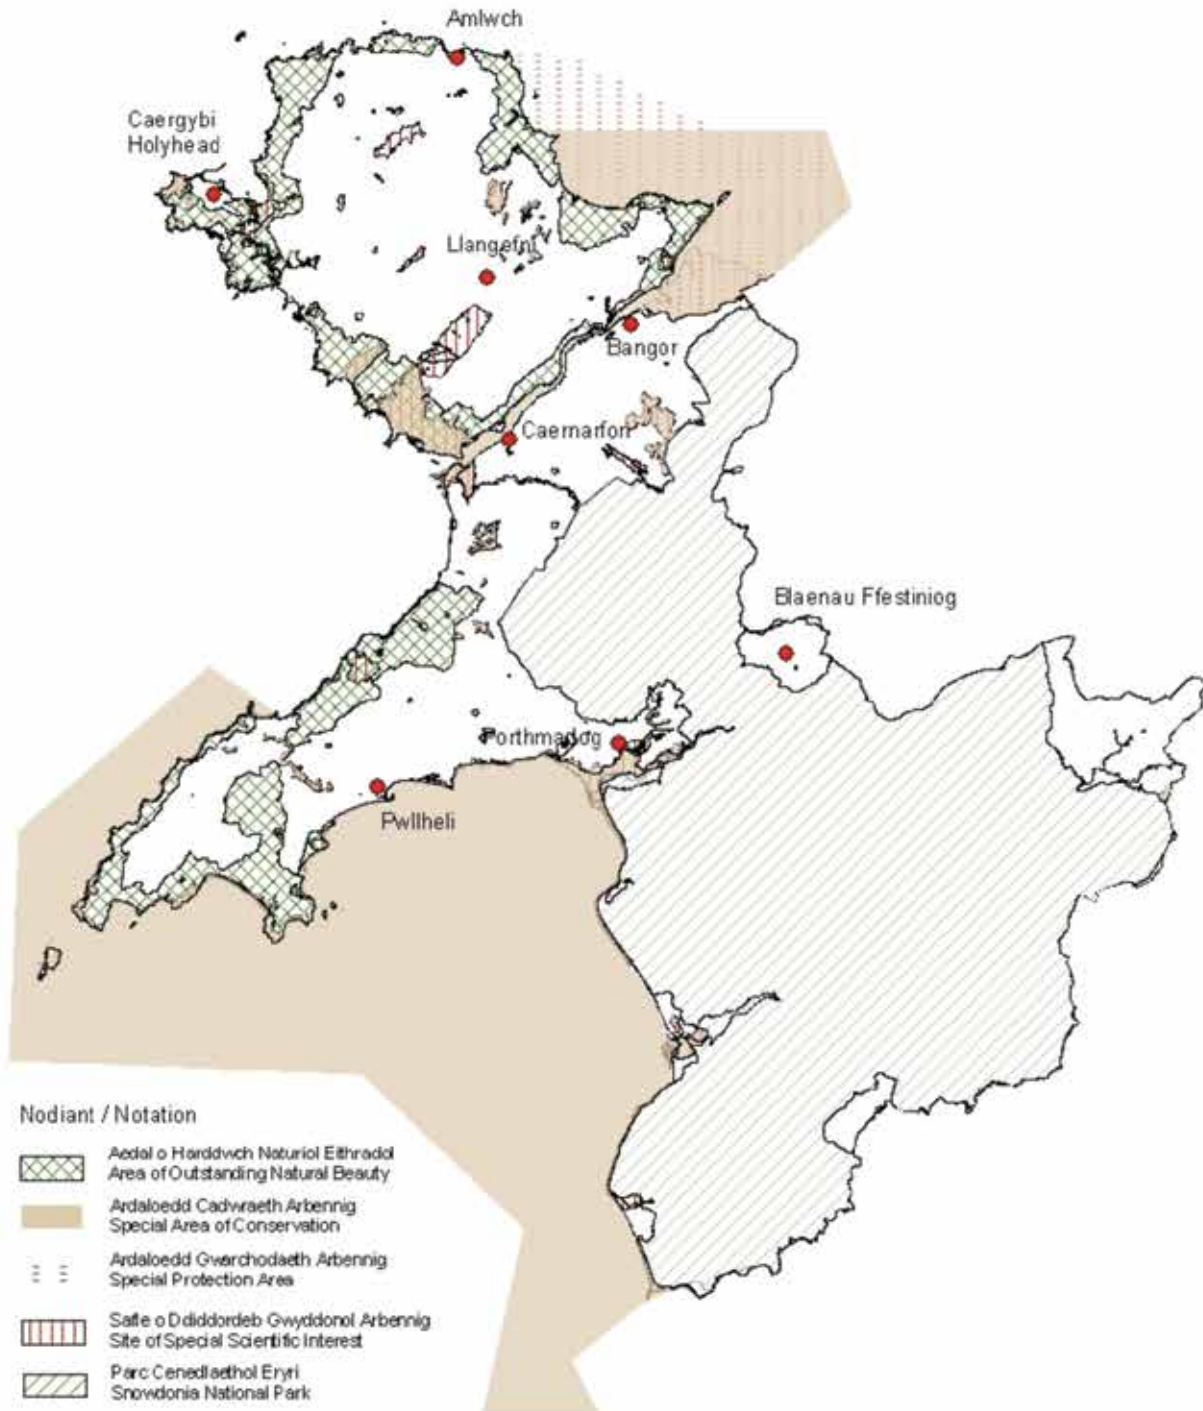 Amlwch
Caergybi
Holyhead
Llangefni
Bangor
Caernarfon
Blaenau Ffestiniog
Porthmadog
Pwllheli
Nodiant / Notation
Aedal o Harddwch Naturiol Eithradol
Area of Outstanding Natural Beauty
Ardaloedd Cadwraeth Arbennig
Special Area of Conservation
Ardaloedd Gwarchodaeth Arbennig
Special Protection Area
Safle o Ddiddordeb Gwyddonol Arbennig
Site of Special Scientific Interest
Parc Cenedlaethol Eryri
Snowdonia National Park